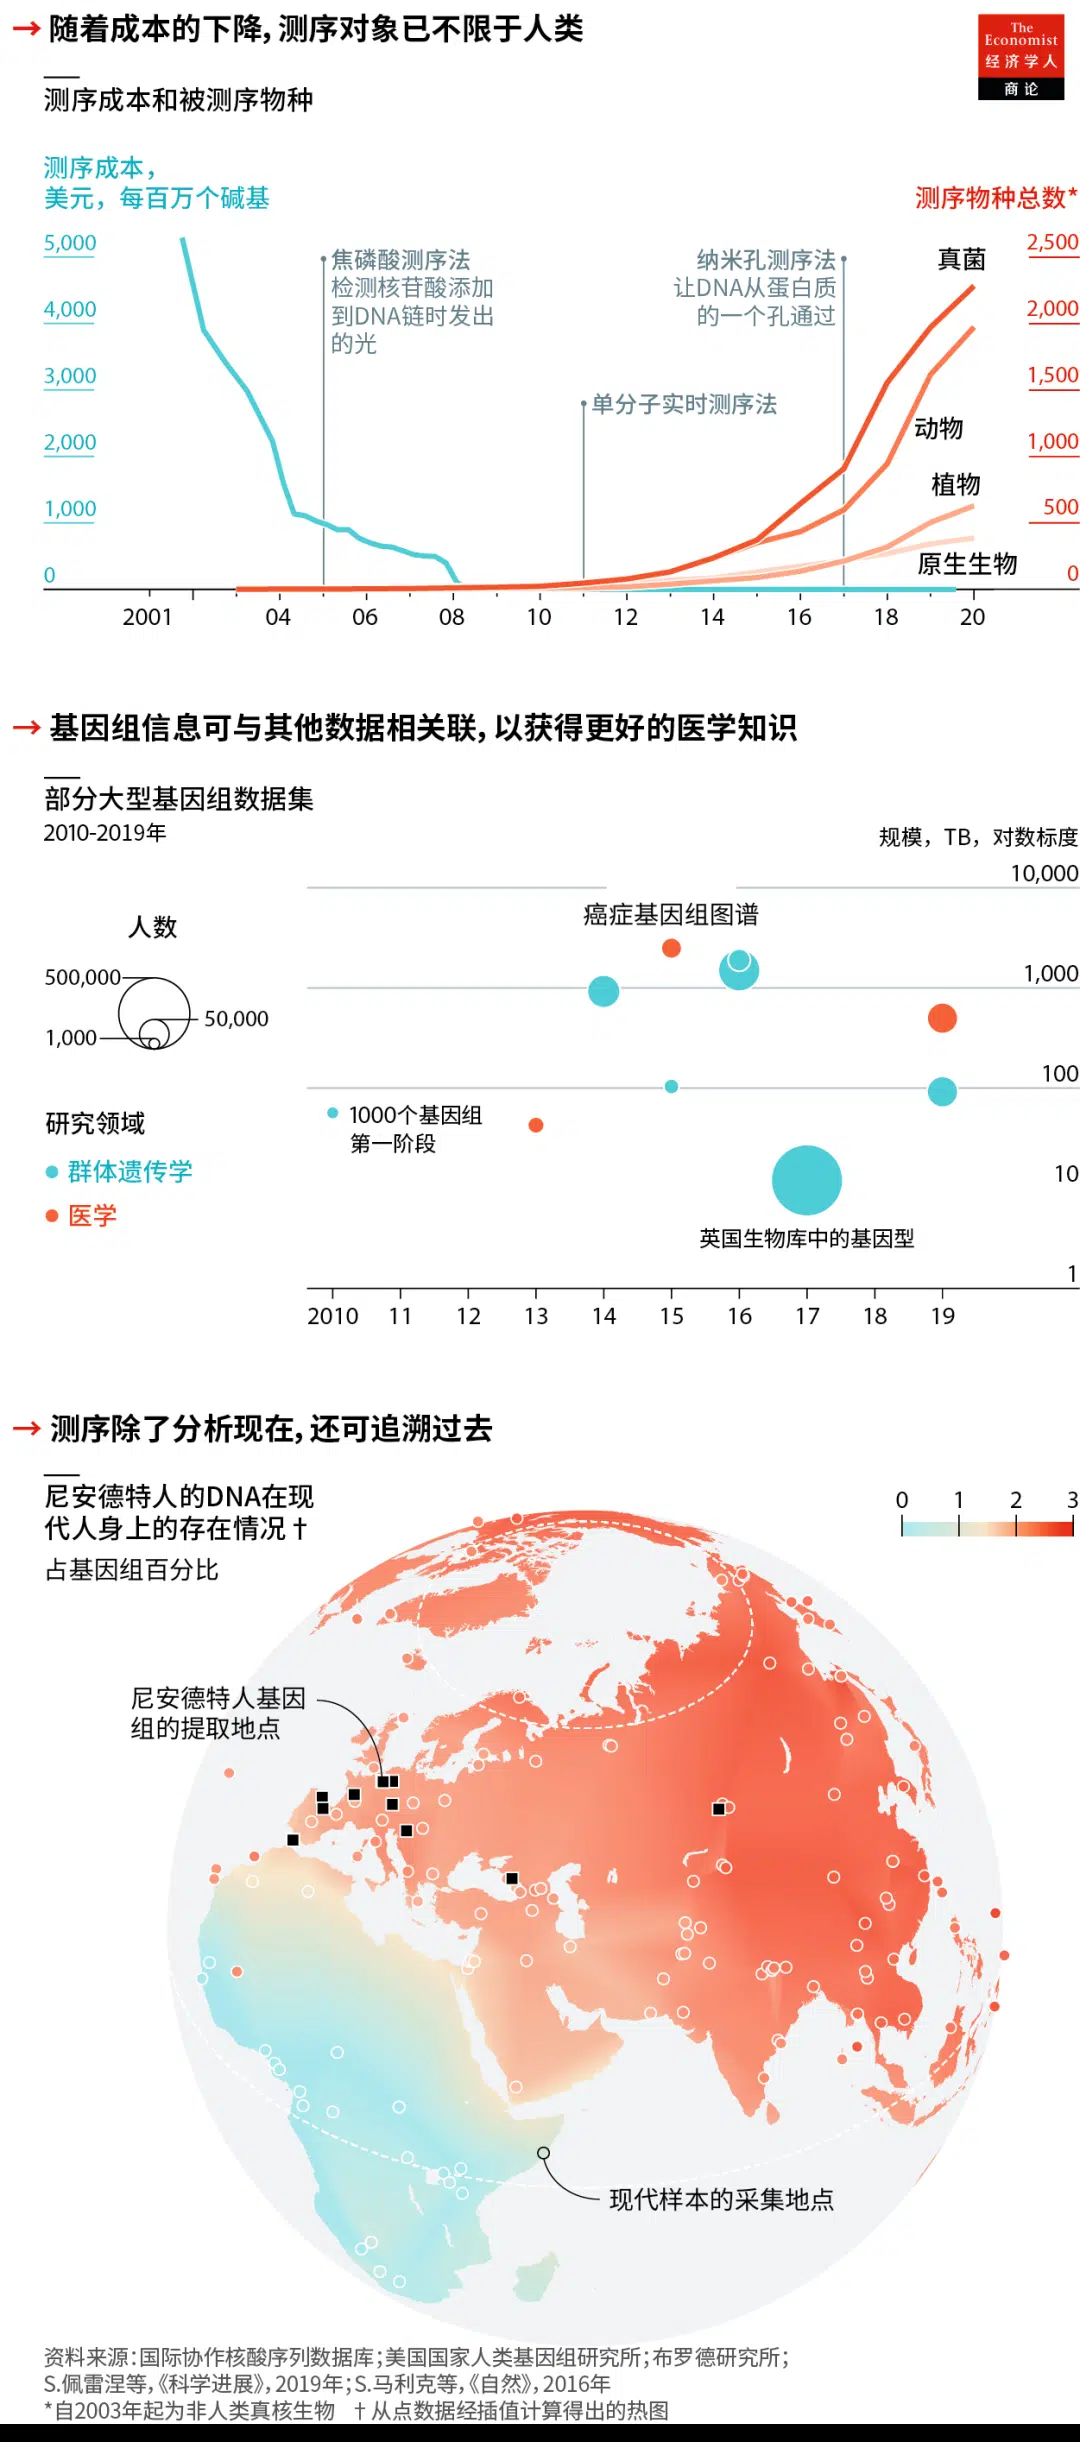 → 随着成本的下降，测序对象已不限于人类
The
Economist
经济学人
商论
测序成本和被测序物种
测序成本，
美元，每百万个碱基
测序物种总数*
5,000
4,000
3,000
2,000
1,000
0
焦磷酸测序法
检测核苷酸添加
到DNA链时发出
的光
单分子实时测序法
纳米孔测序法
让DNA从蛋白质
的一个孔通过
真菌
动物
植物
原生生物
2,500
2,000
1,500
1,000
500
0
2001 04 06 08 10 12 14 16 18 20
→ 基因组信息可与其他数据相关联，以获得更好的医学知识
部分大型基因组数据集
2010-2019年
规模，TB，对数标度
人数
500,000
50,000
1,000
研究领域
群体遗传学
医学
10,000
1,000
100
10
1
癌症基因组图谱
1000个基因组
第一阶段
英国生物库中的基因型
2010 11 12 13 14 15 16 17 18 19
→ 测序除了分析现在，还可追溯过去
尼安德特人的DNA在现
代人身上的存在情况†
占基因组百分比
0 1 2 3
尼安德特人基因
组的提取地点
现代样本的采集地点
资料来源：国际协作核酸序列数据库；美国国家人类基因组研究所；布罗德研究所；
S.佩雷涅等，《科学进展》，2019年；S.马利克等，《自然》，2016年
*自2003年起为非人类真核生物 †从点数据经插值计算得出的热图